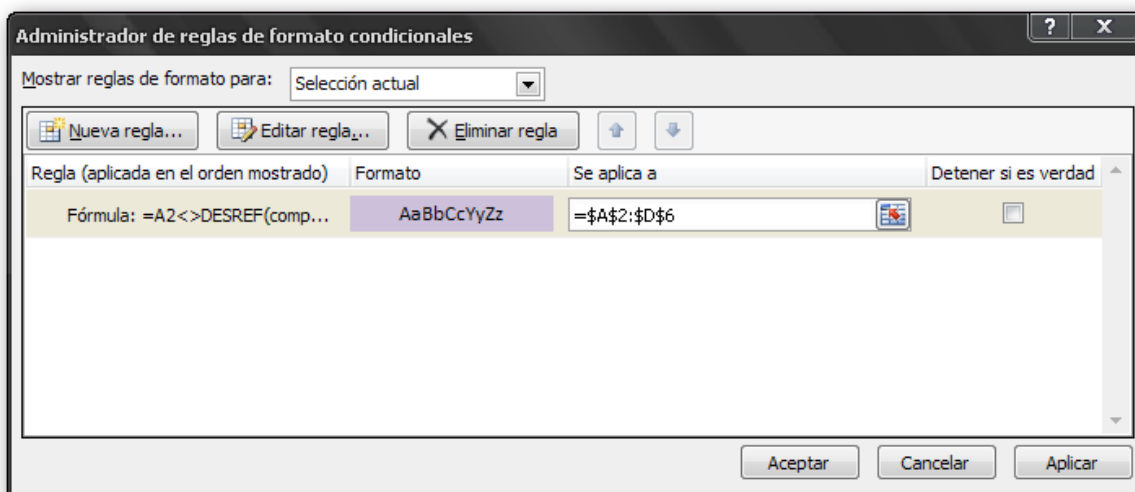 Administrador de reglas de formato condicionales ? X
Mostrar reglas de formato para: Selección actual
Nueva regla... Editar regla... Eliminar regla
Regla (aplicada en el orden mostrado) Formato Se aplica a Detener si es verdad
Fórmula: =A2<>DESREF(comp... AaBbCcYyZz =$A$2:$D$6
Aceptar Cancelar Aplicar